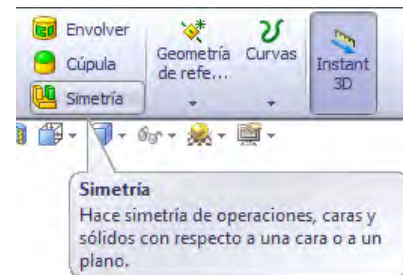 Envolver
Cúpula
Simetría
Geometría
de refe...
Curvas
Instant
3D
Simetría
Hace simetría de operaciones, caras y
sólidos con respecto a una cara o a un
plano.